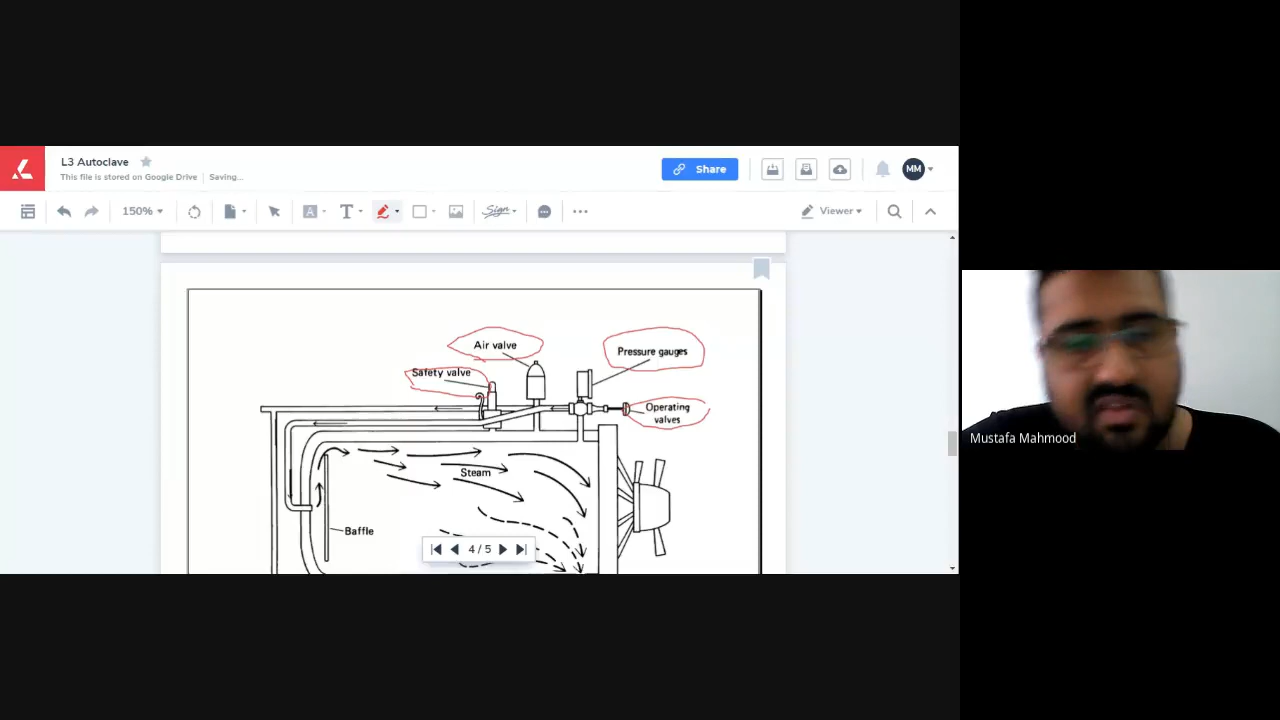 L3 Autoclave
This file is stored on Google Drive Saving...
Share
MM
150%
A
T
Sign
Viewer
Air valve
Pressure gauges
Safety valve
Operating
valves
Steam
Baffle
4 / 5
Mustafa Mahmood